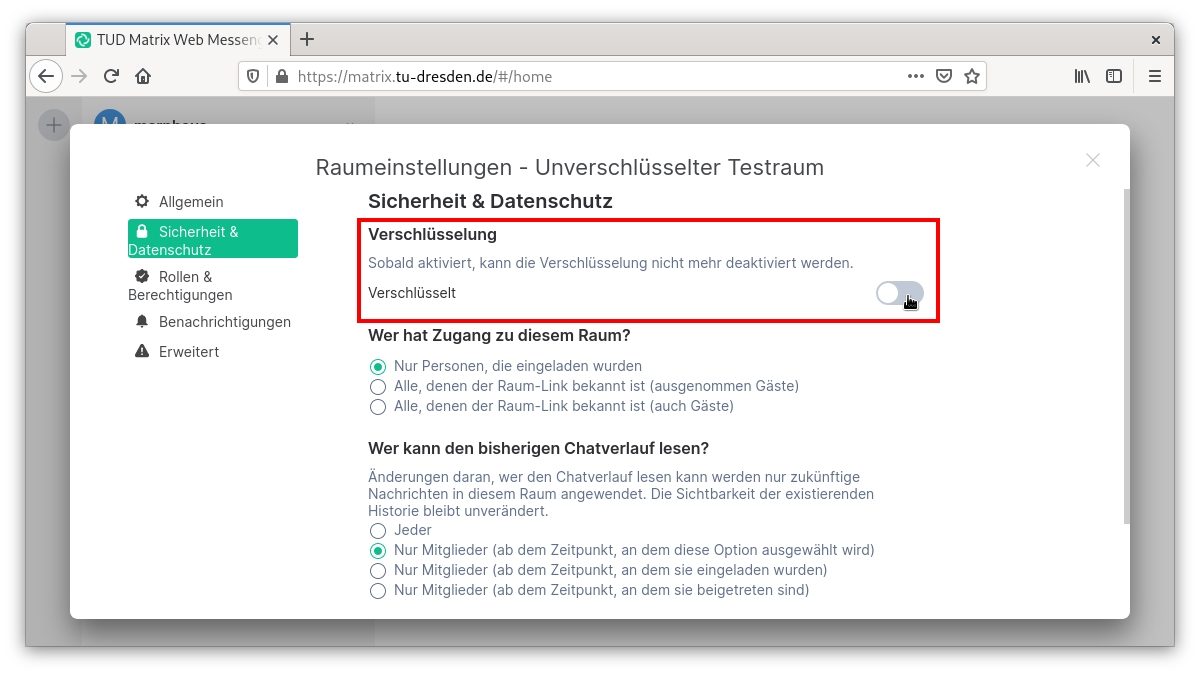 TUD Matrix Web Messen
https://matrix.tu-dresden.de/#/home
Raumeinstellungen - Unverschlüsselter Testraum
Allgemein
Sicherheit &
Datenschutz
Rollen &
Berechtigungen
Benachrichtigungen
Erweitert
Sicherheit & Datenschutz
Verschlüsselung
Sobald aktiviert, kann die Verschlüsselung nicht mehr deaktiviert werden.
Verschlüsselt
Wer hat Zugang zu diesem Raum?
Nur Personen, die eingeladen wurden
Alle, denen der Raum-Link bekannt ist (ausgenommen Gäste)
Alle, denen der Raum-Link bekannt ist (auch Gäste)
Wer kann den bisherigen Chatverlauf lesen?
Änderungen daran, wer den Chatverlauf lesen kann werden nur zukünftige
Nachrichten in diesem Raum angewendet. Die Sichtbarkeit der existierenden
Historie bleibt unverändert.
Jeder
Nur Mitglieder (ab dem Zeitpunkt, an dem diese Option ausgewählt wird)
Nur Mitglieder (ab dem Zeitpunkt, an dem sie eingeladen wurden)
Nur Mitglieder (ab dem Zeitpunkt, an dem sie beigetreten sind)